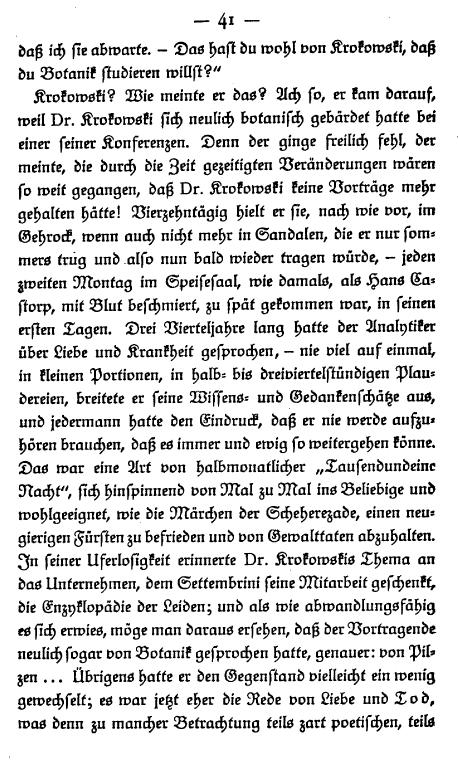 — 41 —
daß ich sie abwarte. – Das hast du wohl von Krokowski, daß
du Botanik studieren willst?“
Krokowski? Wie meinte er das? Ach so, er kam darauf,
weil Dr. Krokowski sich neulich botanisch gebärdet hatte bei
einer seiner Konferenzen. Denn der ginge freilich fehl, der
meinte, die durch die Zeit gezeitigten Veränderungen wären
so weit gegangen, daß Dr. Krokowski keine Vorträge mehr
gehalten hätte! Vierzehntägig hielt er sie, nach wie vor, im
Gehrock, wenn auch nicht mehr in Sandalen, die er nur som-
mers trug und also nun bald wieder tragen würde, – jeden
zweiten Montag im Speisesaal, wie damals, als Hans Ca-
storp, mit Blut beschmiert, zu spät gekommen war, in seinen
ersten Tagen. Drei Vierteljahre lang hatte der Analytiker
über Liebe und Krankheit gesprochen, – nie viel auf einmal,
in kleinen Portionen, in halb- bis dreiviertelstündigen Plau-
dereien, breitete er seine Wissens- und Gedankenschätze aus,
und jedermann hatte den Eindruck, daß er nie werde aufzu-
hören brauchen, daß es immer und ewig so weitergehen könne.
Das war eine Art von halbmonatlicher „Tausendundeine
Nacht“, sich hinspinnend von Mal zu Mal ins Beliebige und
wohlgeeignet, wie die Märchen der Scheherezade, einen neu-
gierigen Fürsten zu befrieden und von Gewalttaten abzuhalten.
In seiner Uferlosigkeit erinnerte Dr. Krokowskis Thema an
das Unternehmen, dem Settembrini seine Mitarbeit geschenkt,
die Enzyklopädie der Leiden; und als wie abwandlungsfähig
es sich erwies, möge man daraus ersehen, daß der Vortragende
neulich sogar von Botanik gesprochen hatte, genauer: von Pil-
zen ... Übrigens hatte er den Gegenstand vielleicht ein wenig
gewechselt; es war jetzt eher die Rede von Liebe und Tod,
was denn zu mancher Betrachtung teils zart poetischen, teils